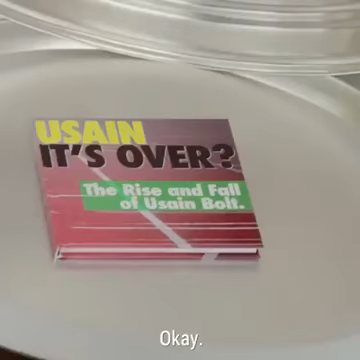 USAIN
IT'S OVER?
The Rise and Fall
of Usain Bolt.
Okay.